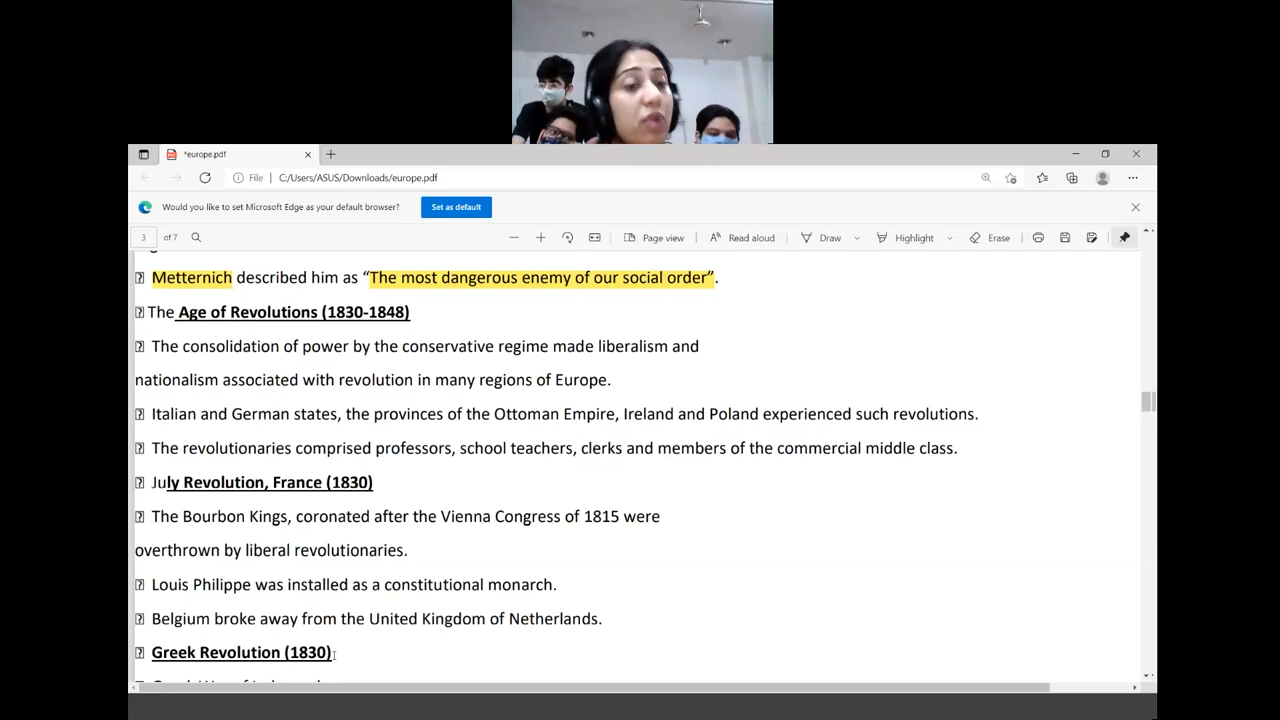 *europe.pdf
File
C:/Users/ASUS/Downloads/europe.pdf
Would you like to set Microsoft Edge as your default browser?
Set as default
3 of 7
Page view
Read aloud
Draw
Highlight
Erase
Metternich described him as “The most dangerous enemy of our social order”.
The Age of Revolutions (1830-1848)
The consolidation of power by the conservative regime made liberalism and
nationalism associated with revolution in many regions of Europe.
Italian and German states, the provinces of the Ottoman Empire, Ireland and Poland experienced such revolutions.
The revolutionaries comprised professors, school teachers, clerks and members of the commercial middle class.
July Revolution, France (1830)
The Bourbon Kings, coronated after the Vienna Congress of 1815 were
overthrown by liberal revolutionaries.
Louis Philippe was installed as a constitutional monarch.
Belgium broke away from the United Kingdom of Netherlands.
Greek Revolution (1830)